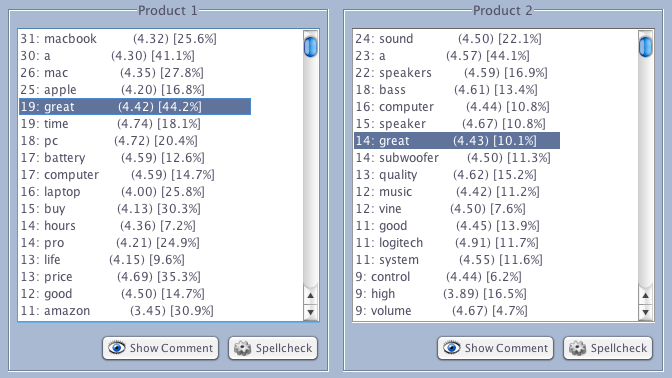 Product 1
31: macbook (4.32) [25.6%]
30: a (4.30) [41.1%]
26: mac (4.35) [27.8%]
25: apple (4.20) [16.8%]
19: great (4.42) [44.2%]
19: time (4.74) [18.1%]
18: pc (4.72) [20.4%]
17: battery (4.59) [12.6%]
17: computer (4.59) [14.7%]
16: laptop (4.00) [25.8%]
15: buy (4.13) [30.3%]
14: hours (4.36) [7.2%]
14: pro (4.21) [24.9%]
13: life (4.15) [9.6%]
13: price (4.69) [35.3%]
12: good (4.50) [14.7%]
11: amazon (3.45) [30.9%]
Show Comment
Spellcheck
Product 2
24: sound (4.50) [22.1%]
23: a (4.57) [44.1%]
22: speakers (4.59) [16.9%]
18: bass (4.61) [13.4%]
16: computer (4.44) [10.8%]
15: speaker (4.67) [10.8%]
14: great (4.43) [10.1%]
14: subwoofer (4.50) [11.3%]
13: quality (4.62) [15.2%]
12: music (4.42) [11.2%]
12: vine (4.50) [7.6%]
11: good (4.45) [13.9%]
11: logitech (4.91) [11.7%]
11: system (4.55) [11.6%]
9: control (4.44) [6.2%]
9: high (3.89) [16.5%]
9: volume (4.67) [4.7%]
Show Comment
Spellcheck